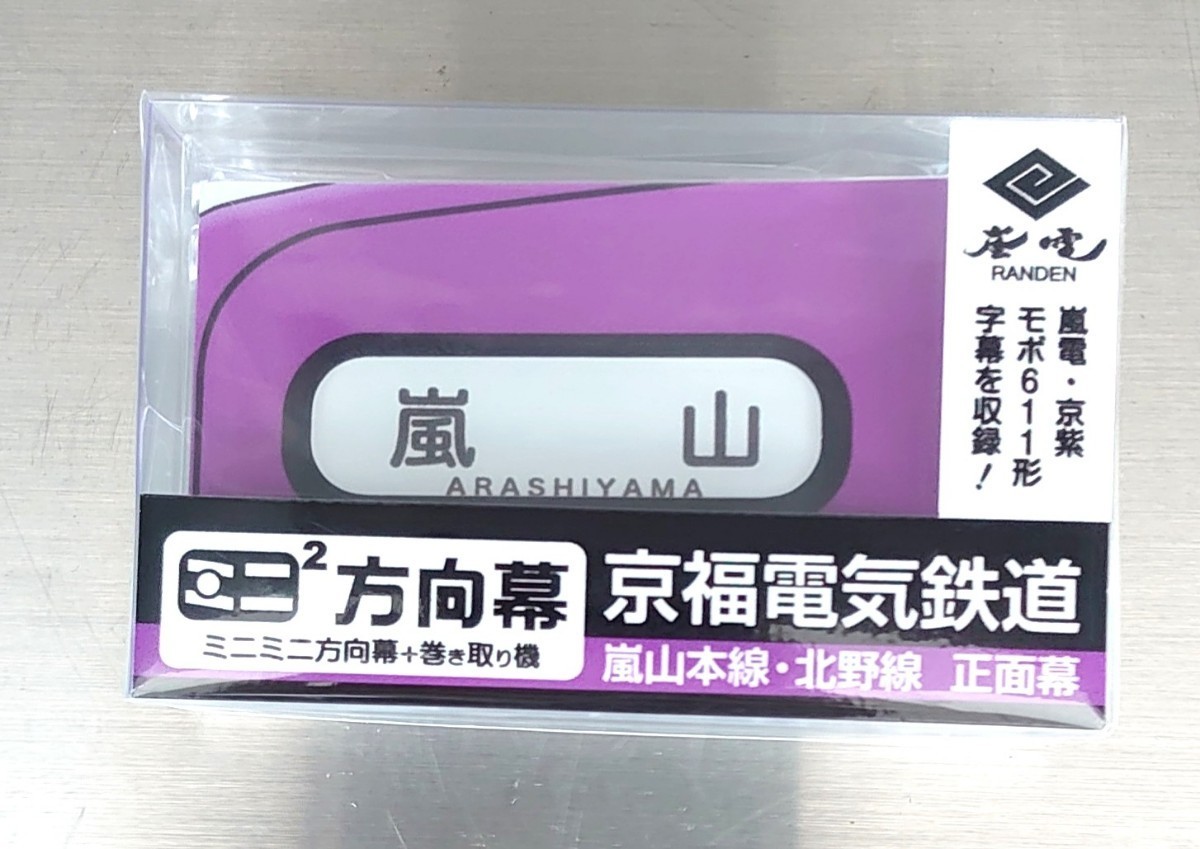 嵐電
RANDEN
嵐電・京紫
モボ611形
字幕を収録!
嵐 山
ARASHIYAMA
ミニ² 方向幕
ミニミニ方向幕+巻き取り機
京福電気鉄道
嵐山本線・北野線 正面幕